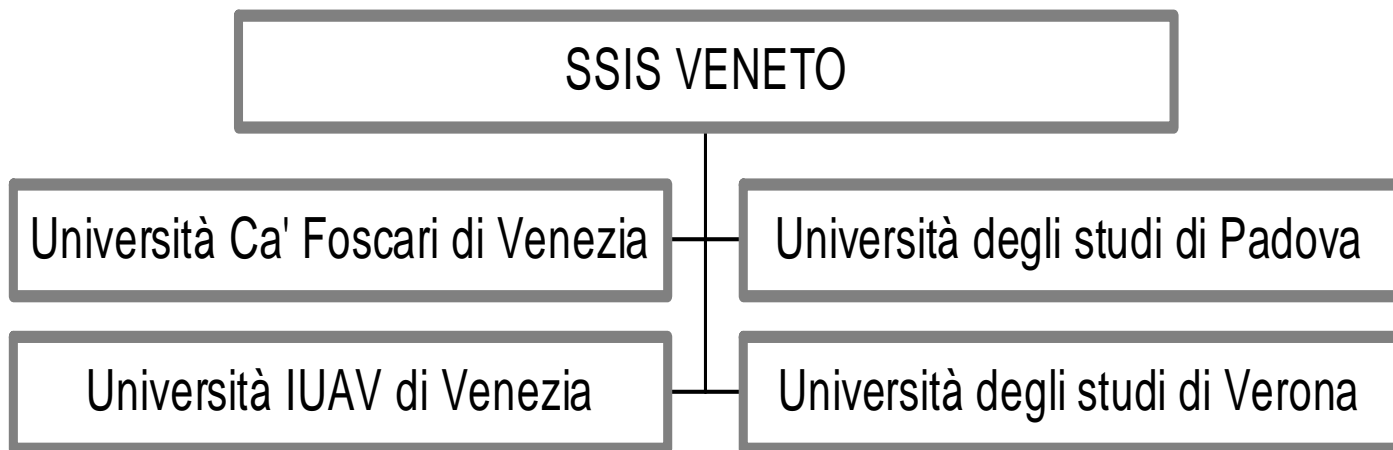 SSIS VENETO
Università Ca' Foscari di Venezia
Università degli studi di Padova
Università IUAV di Venezia
Università degli studi di Verona